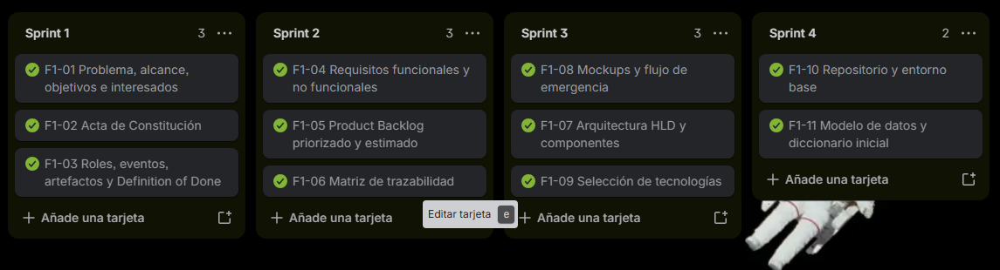 Sprint 1
3
F1-01 Problema, alcance,
objetivos e interesados
F1-02 Acta de Constitución
F1-03 Roles, eventos,
artefactos y Definition of Done
Añade una tarjeta
Sprint 2
3
F1-04 Requisitos funcionales y
no funcionales
F1-05 Product Backlog
priorizado y estimado
F1-06 Matriz de trazabilidad
Añade una tarjeta
Editar tarjeta e
Sprint 3
3
F1-08 Mockups y flujo de
emergencia
F1-07 Arquitectura HLD y
componentes
F1-09 Selección de tecnologías
Añade una tarjeta
Sprint 4
2
F1-10 Repositorio y entorno
base
F1-11 Modelo de datos y
diccionario inicial
Añade una tarjeta